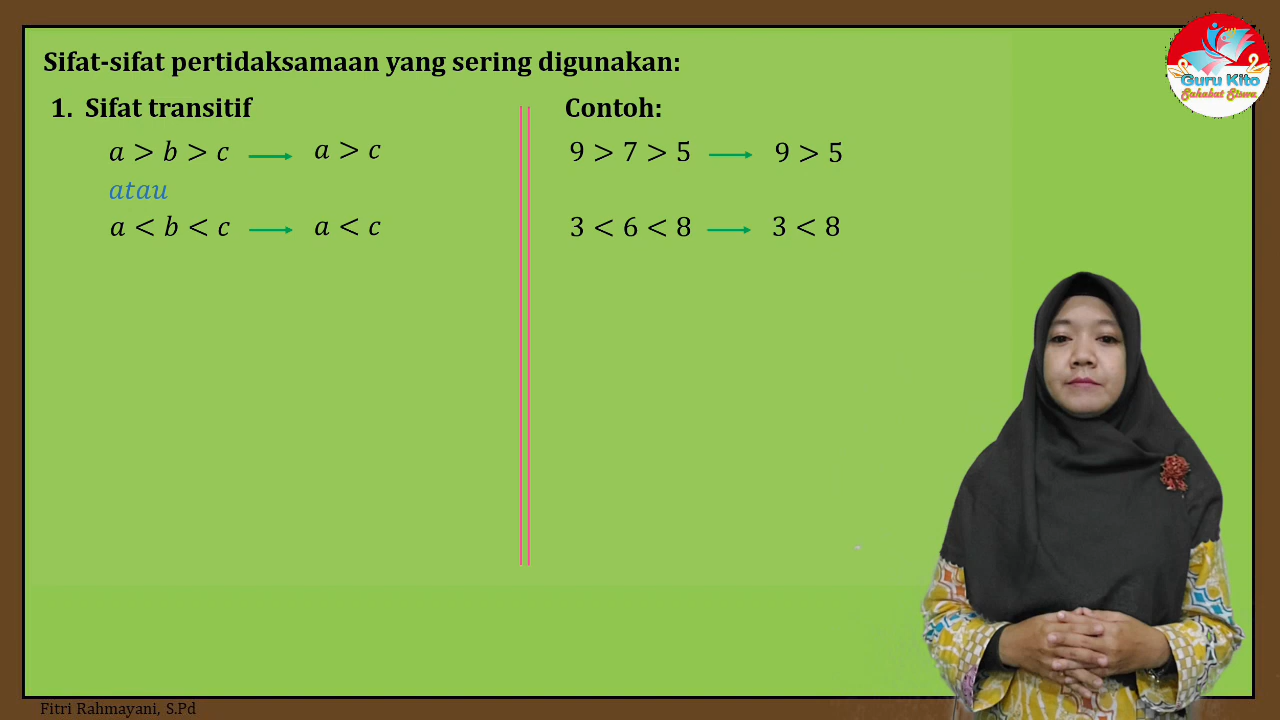 Sifat-sifat pertidaksamaan yang sering digunakan:
1. Sifat transitif
a > b > c → a > c
atau
a < b < c → a < c
Contoh:
9 > 7 > 5 → 9 > 5
3 < 6 < 8 → 3 < 8
Guru Kito
Sahabat Siswa
Fitri Rahmayani, S.Pd